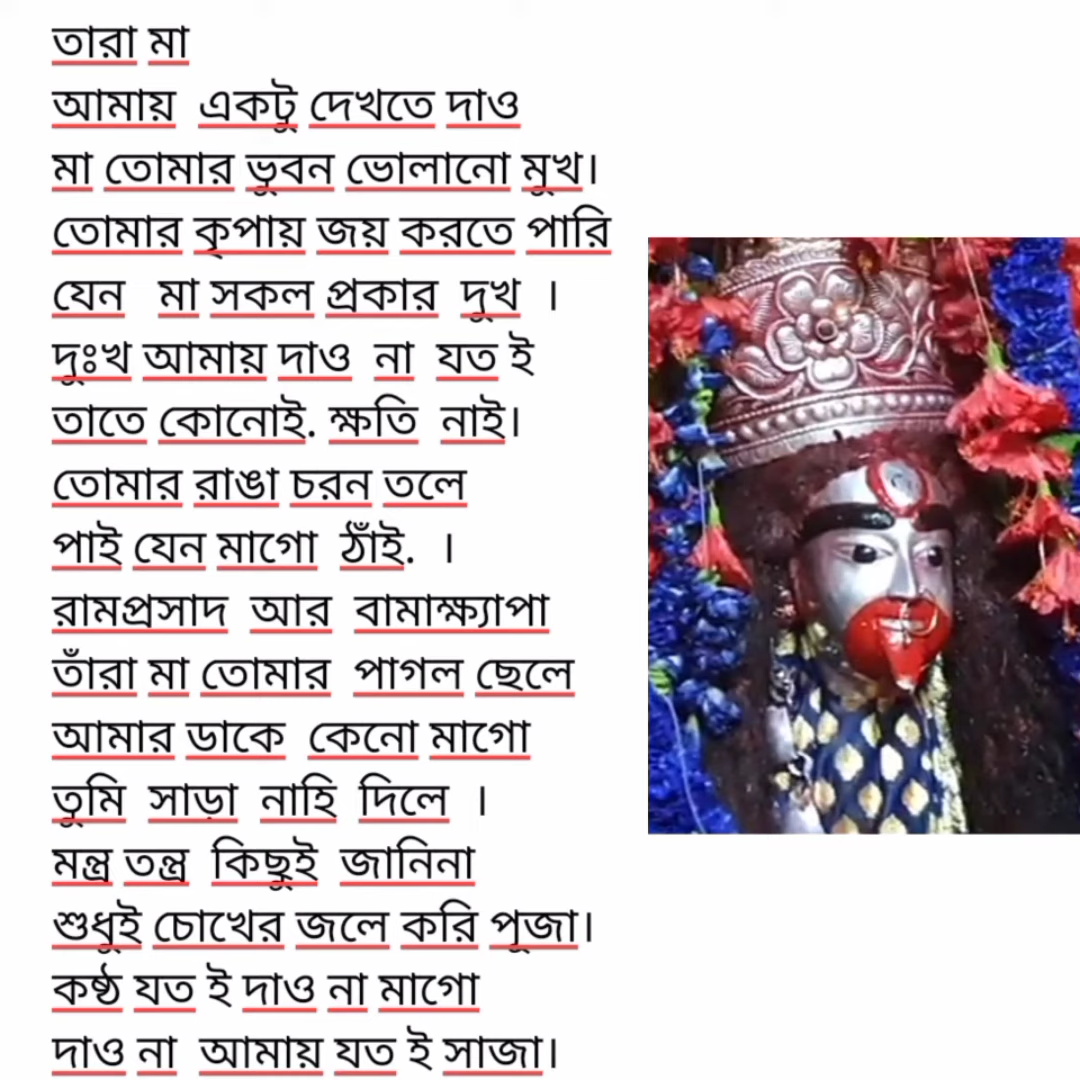 তারা মা
আমায় একটু দেখতে দাও
মা তোমার ভুবন ভোলানো মুখ।
তোমার কৃপায় জয় করতে পারি
যেন মা সকল প্রকার দুখ ।
দুঃখ আমায় দাও না যত ই
তাতে কোনোই. ক্ষতি নাই।
তোমার রাঙা চরন তলে
পাই যেন মাগো ঠাঁই. ।
রামপ্রসাদ আর বামাক্ষ্যাপা
তাঁরা মা তোমার পাগল ছেলে
আমার ডাকে কেনো মাগো
তুমি সাড়া নাহি দিলে ।
মন্ত্র তন্ত্র কিছুই জানিনা
শুধুই চোখের জলে করি পূজা।
কষ্ঠ যত ই দাও না মাগো
দাও না আমায় যত ই সাজা।